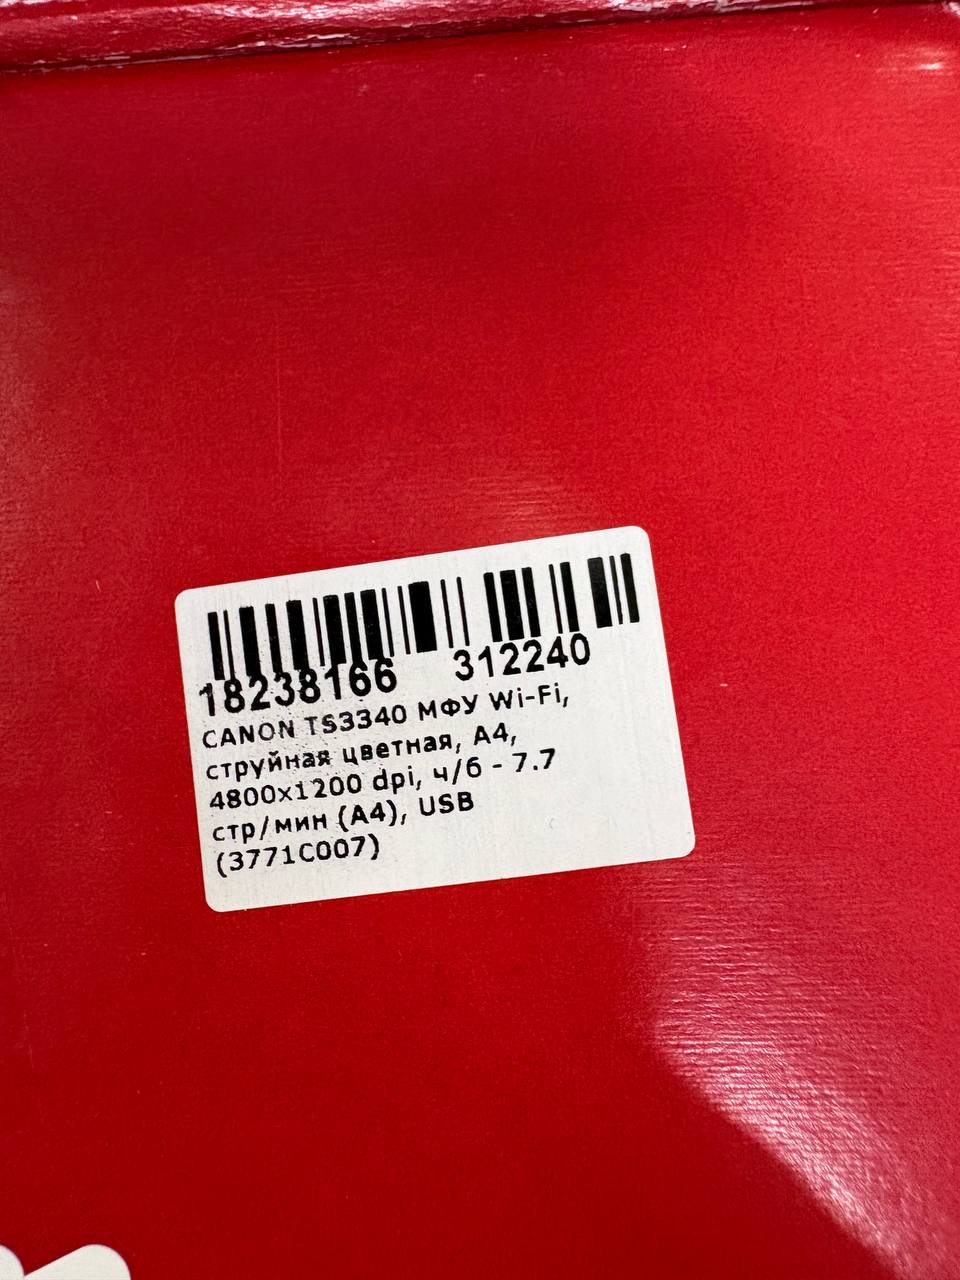 18238166 312240
CANON TS3340 МФУ Wi-Fi,
струйная цветная, A4,
4800x1200 dpi, ч/б - 7.7
стр/мин (A4), USB
(3771C007)